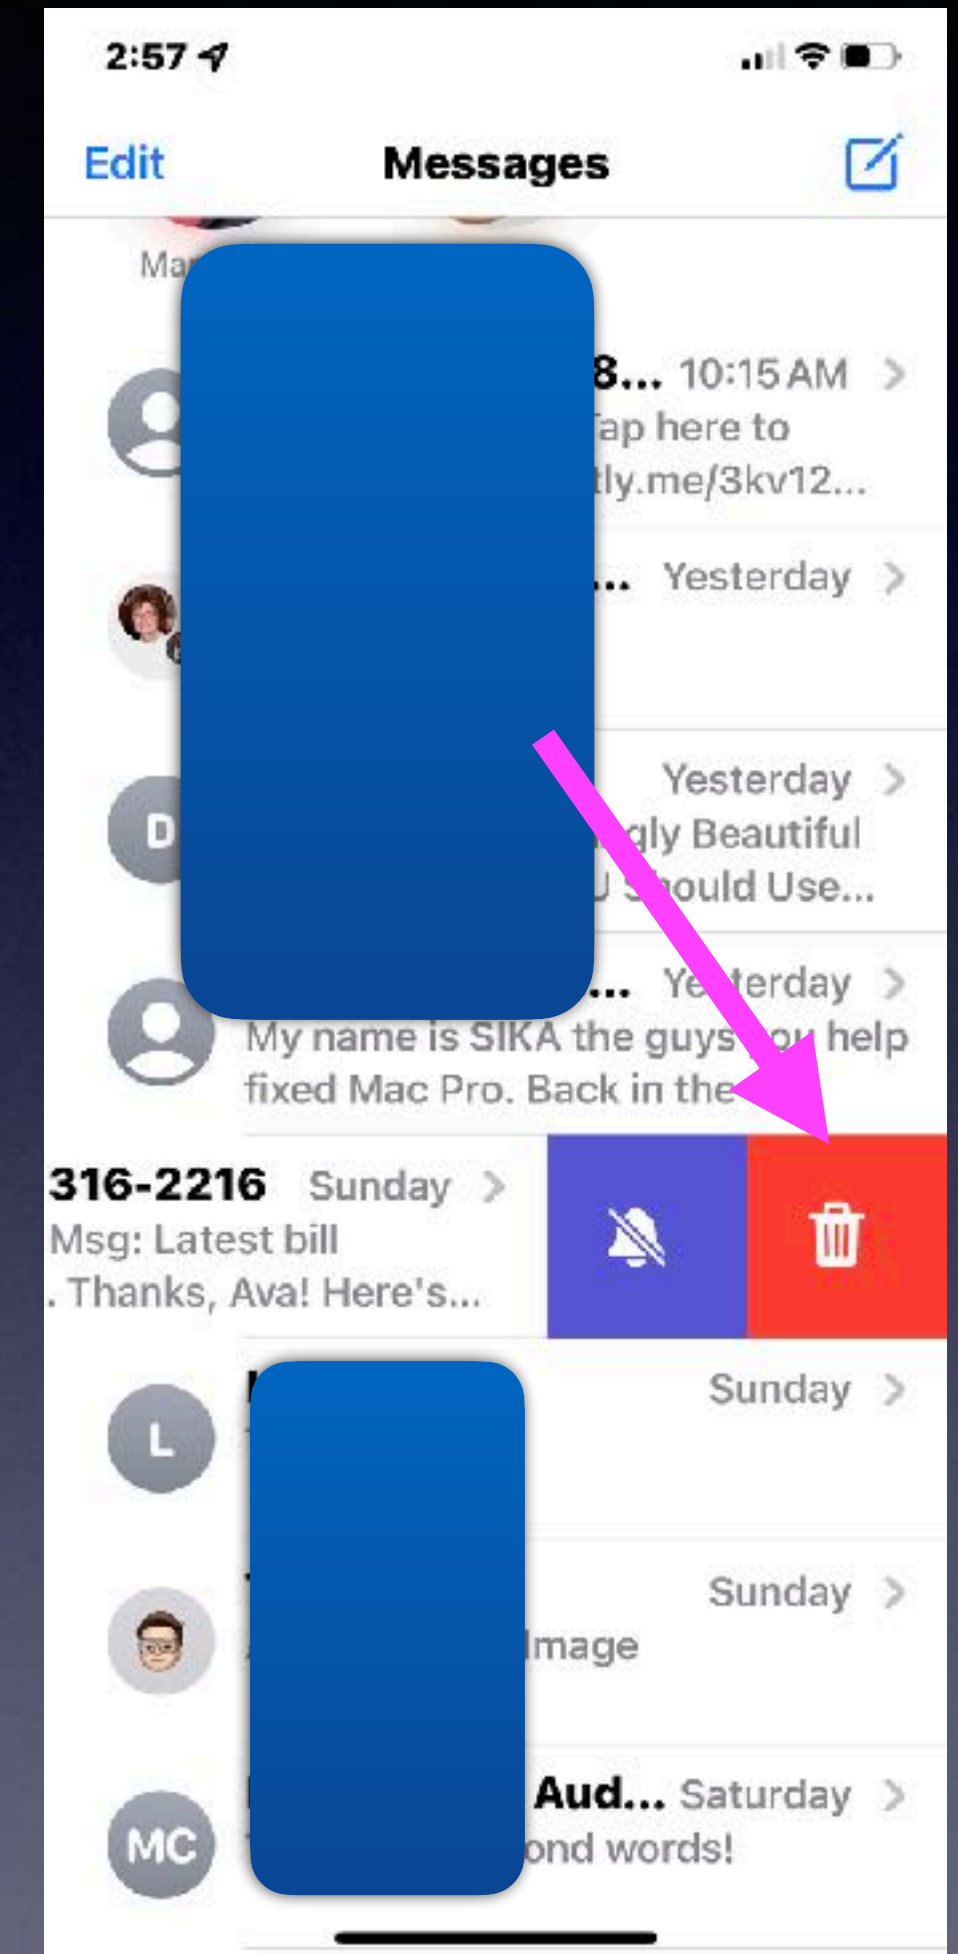 2:57
Edit Messages
8... 10:15 AM
ap here to
tly.me/3kv12...
... Yesterday
D Yesterday
gly Beautiful
U Should Use...
... Yesterday
My name is SIKA the guys you help
fixed Mac Pro. Back in the
316-2216 Sunday
Msg: Latest bill
. Thanks, Ava! Here's...
L Sunday
Sunday
Image
MC Aud... Saturday
ond words!